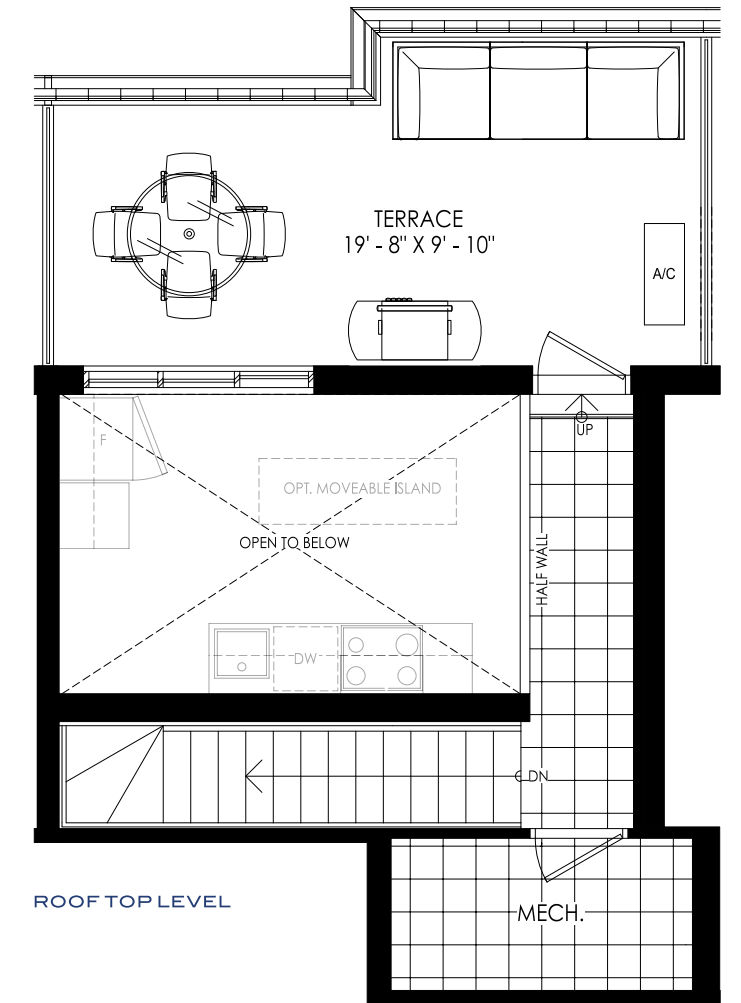 TERRACE
19' - 8" X 9' - 10"
A/C
UP
F
OPT. MOVEABLE ISLAND
OPEN TO BELOW
HALF WALL
DW
DN
ROOF TOP LEVEL
MECH.